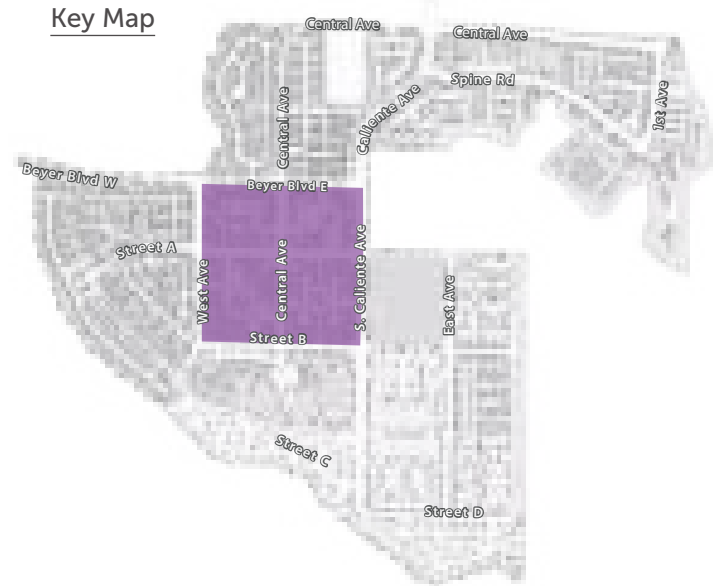 Key Map
Central Ave
Central Ave
Spine Rd
1st Ave
Caliente Ave
Central Ave
Beyer Blvd W
Beyer Blvd E
Street A
West Ave
Central Ave
S. Caliente Ave
East Ave
Street B
Street C
Street D